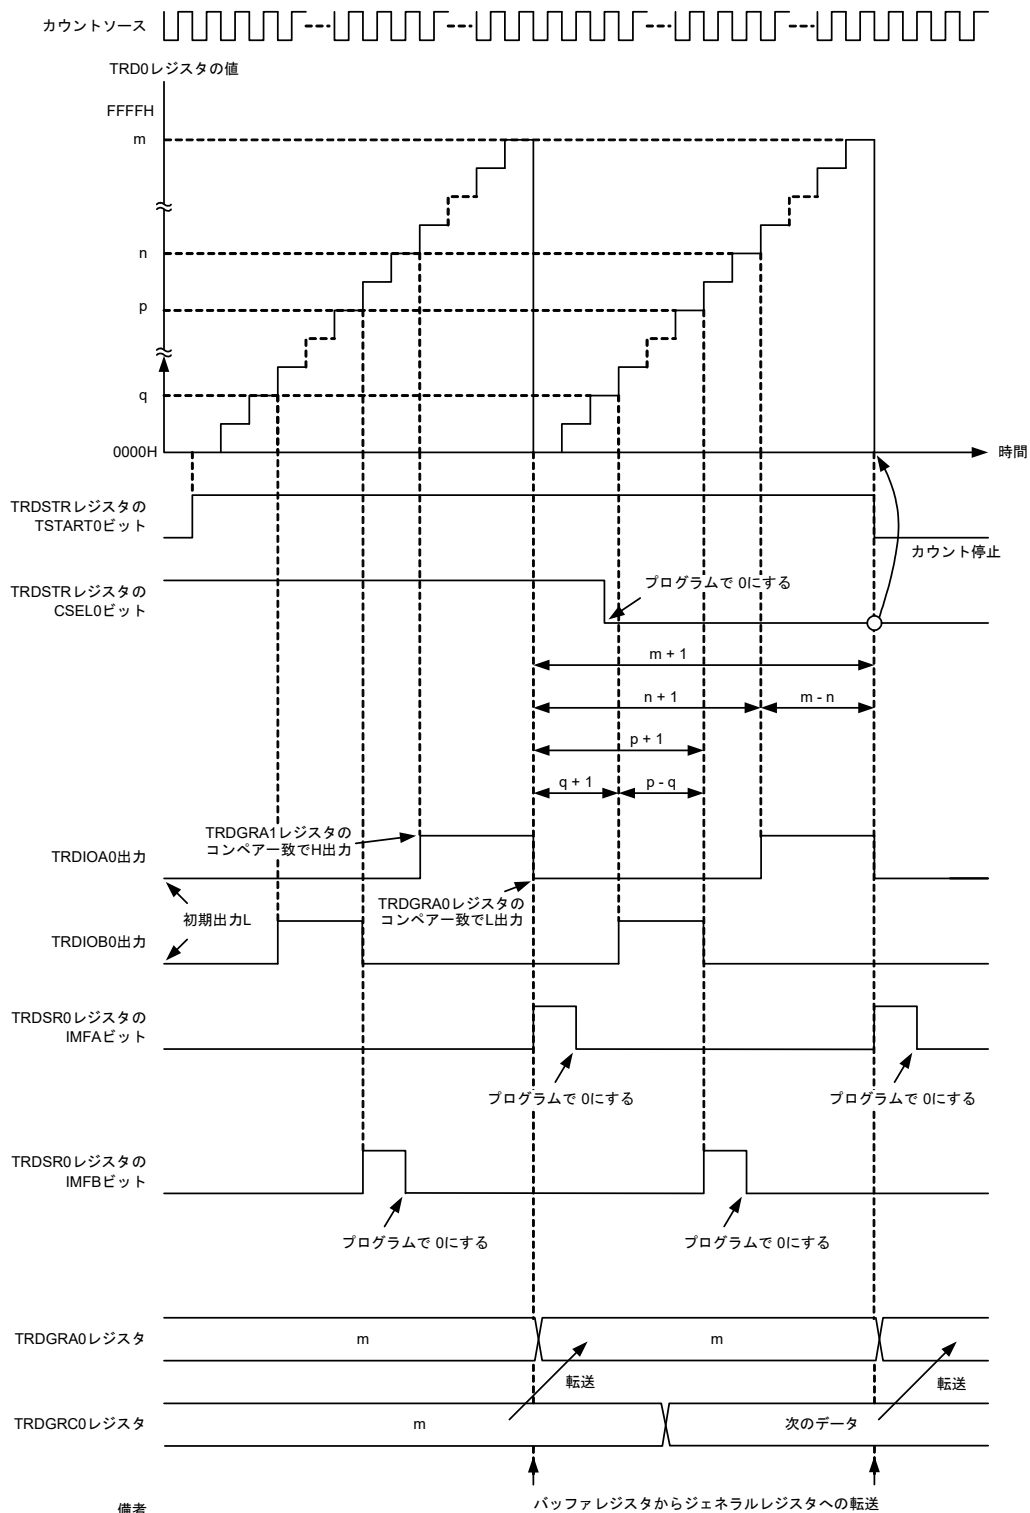 カウントソース
TRD0レジスタの値
FFFFH
m
n
p
q
0000H
時間
TRDSTRレジスタの
TSTART0ビット
カウント停止
TRDSTRレジスタの
CSEL0ビット
プログラムで 0にする
m + 1
n + 1
m - n
p + 1
q + 1
p - q
TRDGRA1レジスタの
コンペア一致でH出力
TRDIOA0出力
TRDGRA0レジスタの
コンペア一致でL出力
初期出力L
TRDIOB0出力
TRDSR0レジスタの
IMFAビット
プログラムで 0にする
プログラムで 0にする
TRDSR0レジスタの
IMFBビット
プログラムで 0にする
プログラムで 0にする
TRDGRA0レジスタ
m
m
転送
転送
TRDGRC0レジスタ
m
次のデータ
バッファレジスタからジェネラルレジスタへの転送
備考